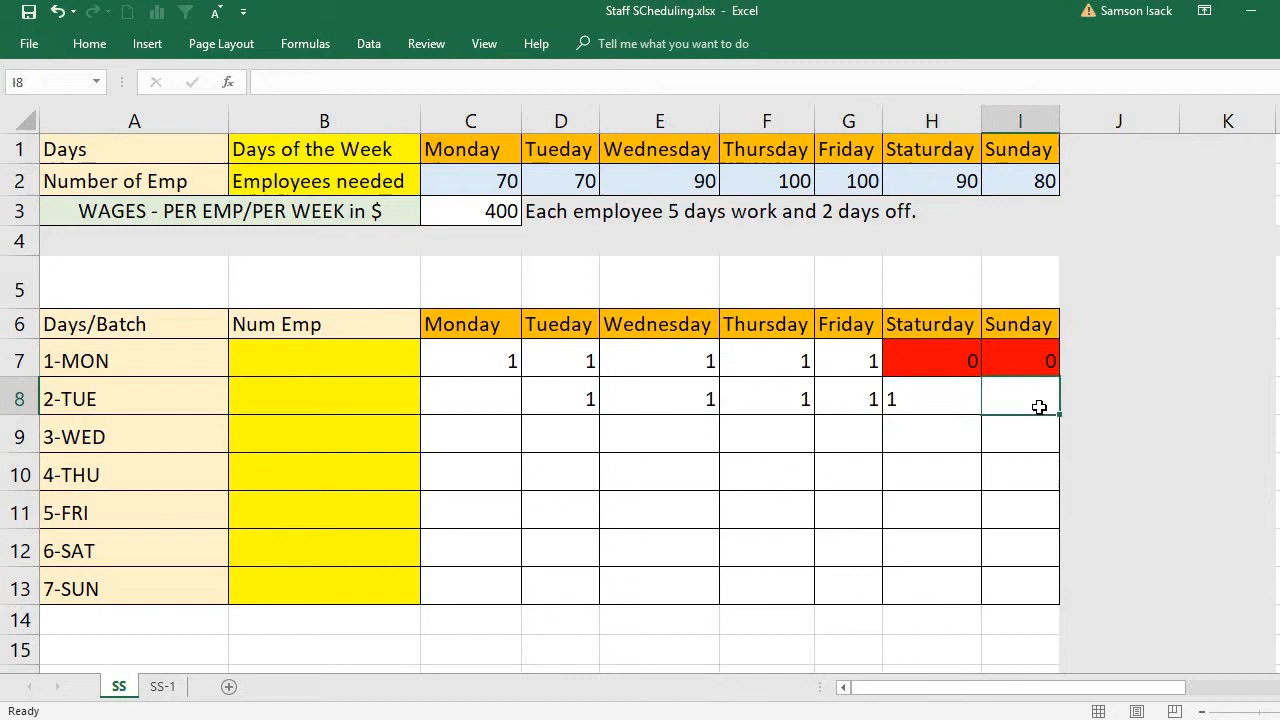 Staff SCheduling.xlsx - Excel
Samson Isack
File Home Insert Page Layout Formulas Data Review View Help Tell me what you want to do
I8 fx
A B C D E F G H I J K
1 Days Days of the Week Monday Tueday Wednesday Thursday Friday Staturday Sunday
2 Number of Emp Employees needed 70 70 90 100 100 90 80
3 WAGES - PER EMP/PER WEEK in $ 400 Each employee 5 days work and 2 days off.
4
5
6 Days/Batch Num Emp Monday Tueday Wednesday Thursday Friday Staturday Sunday
7 1-MON 1 1 1 1 1 0 0
8 2-TUE 1 1 1 1 1
9 3-WED
10 4-THU
11 5-FRI
12 6-SAT
13 7-SUN
14
15
SS SS-1
Ready